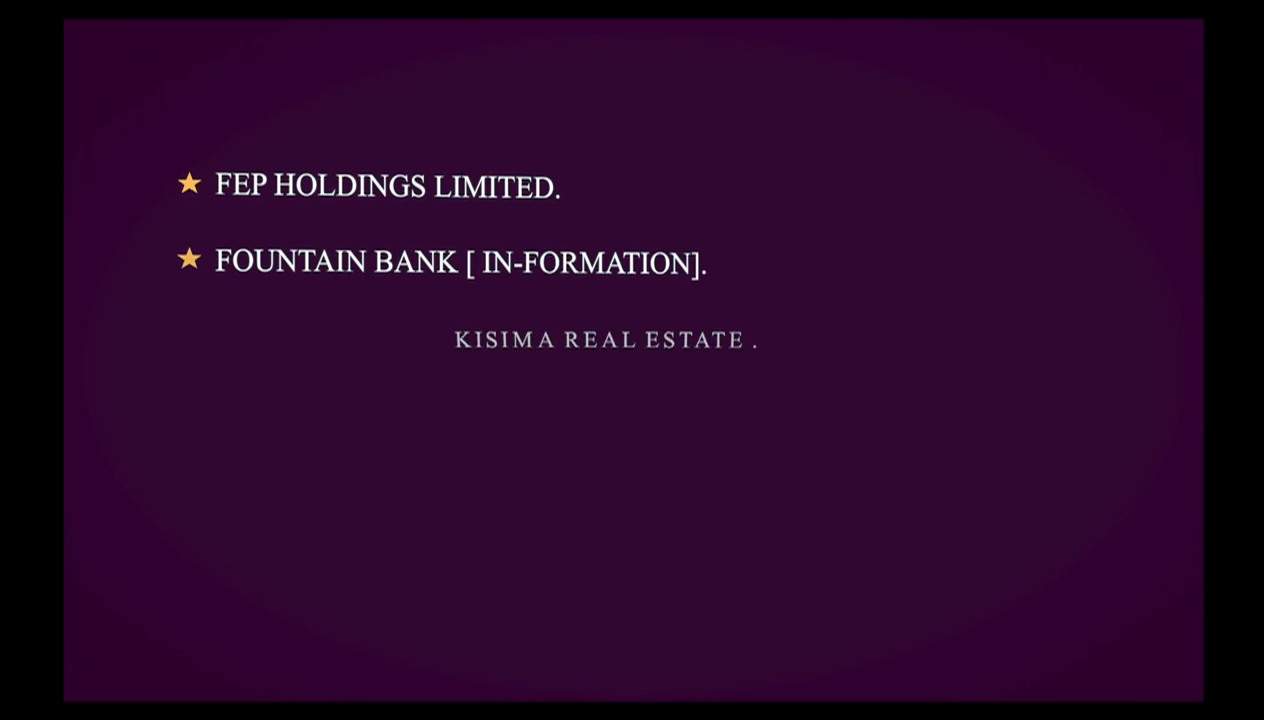 ★ FEP HOLDINGS LIMITED.
★ FOUNTAIN BANK [ IN-FORMATION].
KISIMA REAL ESTATE .